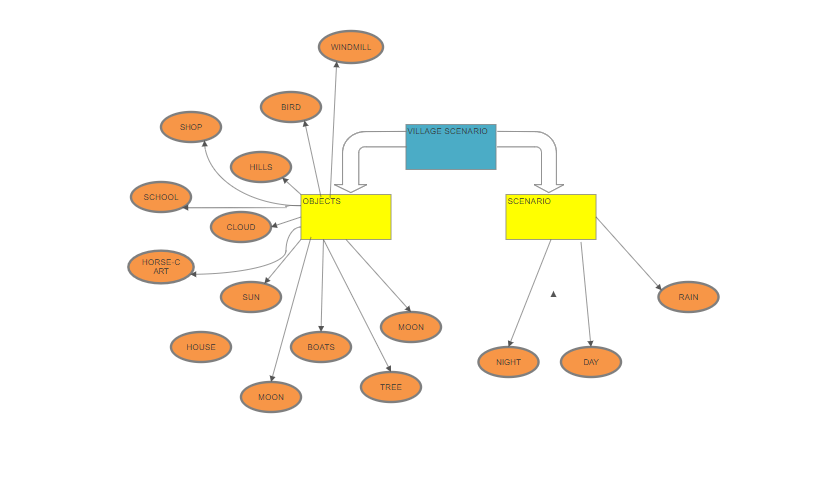 WINDMILL
BIRD
SHOP
VILLAGE SCENARIO
HILLS
SCHOOL
OBJECTS
SCENARIO
CLOUD
HORSE-C
ART
SUN
RAIN
MOON
HOUSE
BOATS
NIGHT
DAY
TREE
MOON